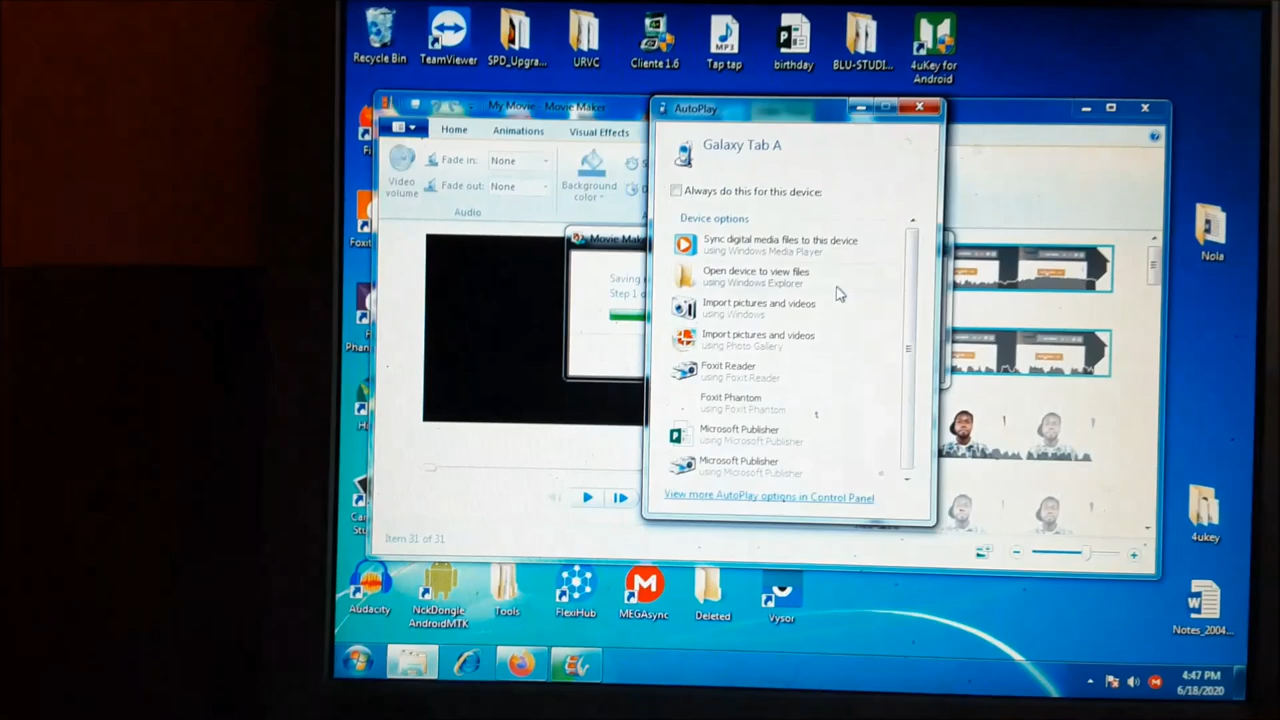 Recycle Bin
TeamViewer
SPD_Upgra...
URVC
Cliente 1.6
MP3
Tap tap
birthday
BLU-STUDI...
4uKey for
Android
My Movie - Movie Maker
AutoPlay
Home
Animations
Visual Effects
Galaxy Tab A
Video
volume
Fade in:
None
Fade out:
None
Background
color
Audio
Always do this for this device:
Device options
Sync digital media files to this device
using Windows Media Player
Open device to view files
using Windows Explorer
Import pictures and videos
using Windows
Import pictures and videos
using Photo Gallery
Foxit Reader
using Foxit Reader
Foxit Phantom
using Foxit Phantom
Microsoft Publisher
using Microsoft Publisher
Microsoft Publisher
using Microsoft Publisher
View more AutoPlay options in Control Panel
Saving
Step 1 o
Item 31 of 31
Nola
4ukey
Notes_2004...
Audacity
NckDongle
AndroidMTK
Tools
FlexiHub
MEGAsync
Deleted
Vysor
4:47 PM
6/18/2020